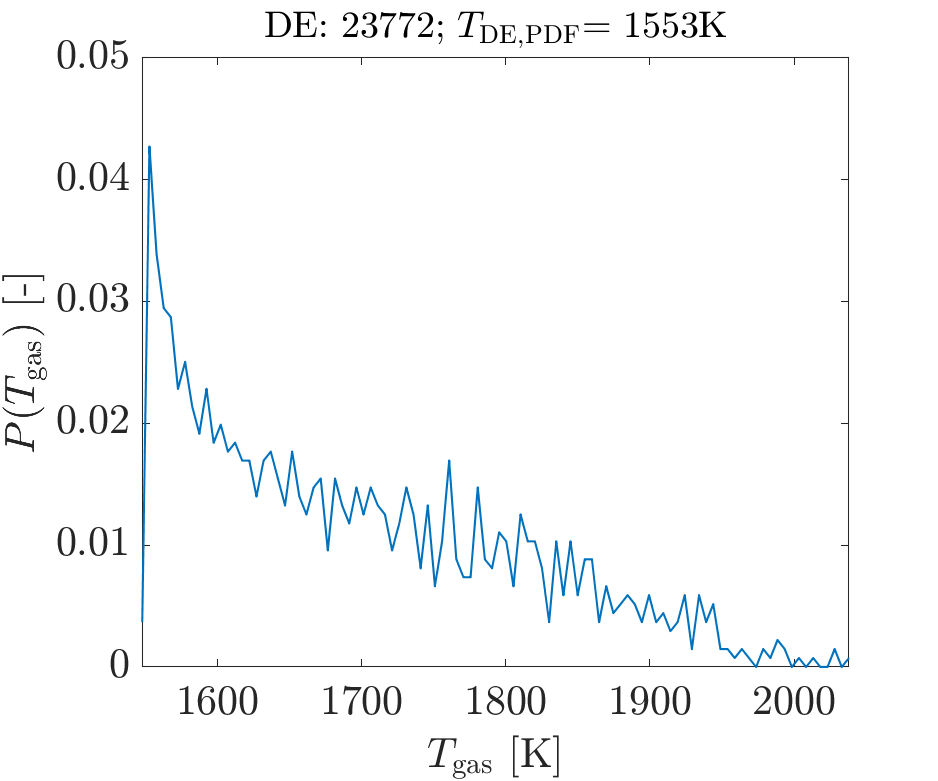 DE: 23772; T_DE,PDF= 1553K
0.05
0.04
0.03
0.02
0.01
0
P(T_gas) [-]
1600 1700 1800 1900 2000
T_gas [K]